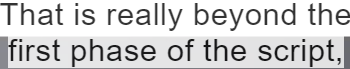 That is really beyond the
first phase of the script,